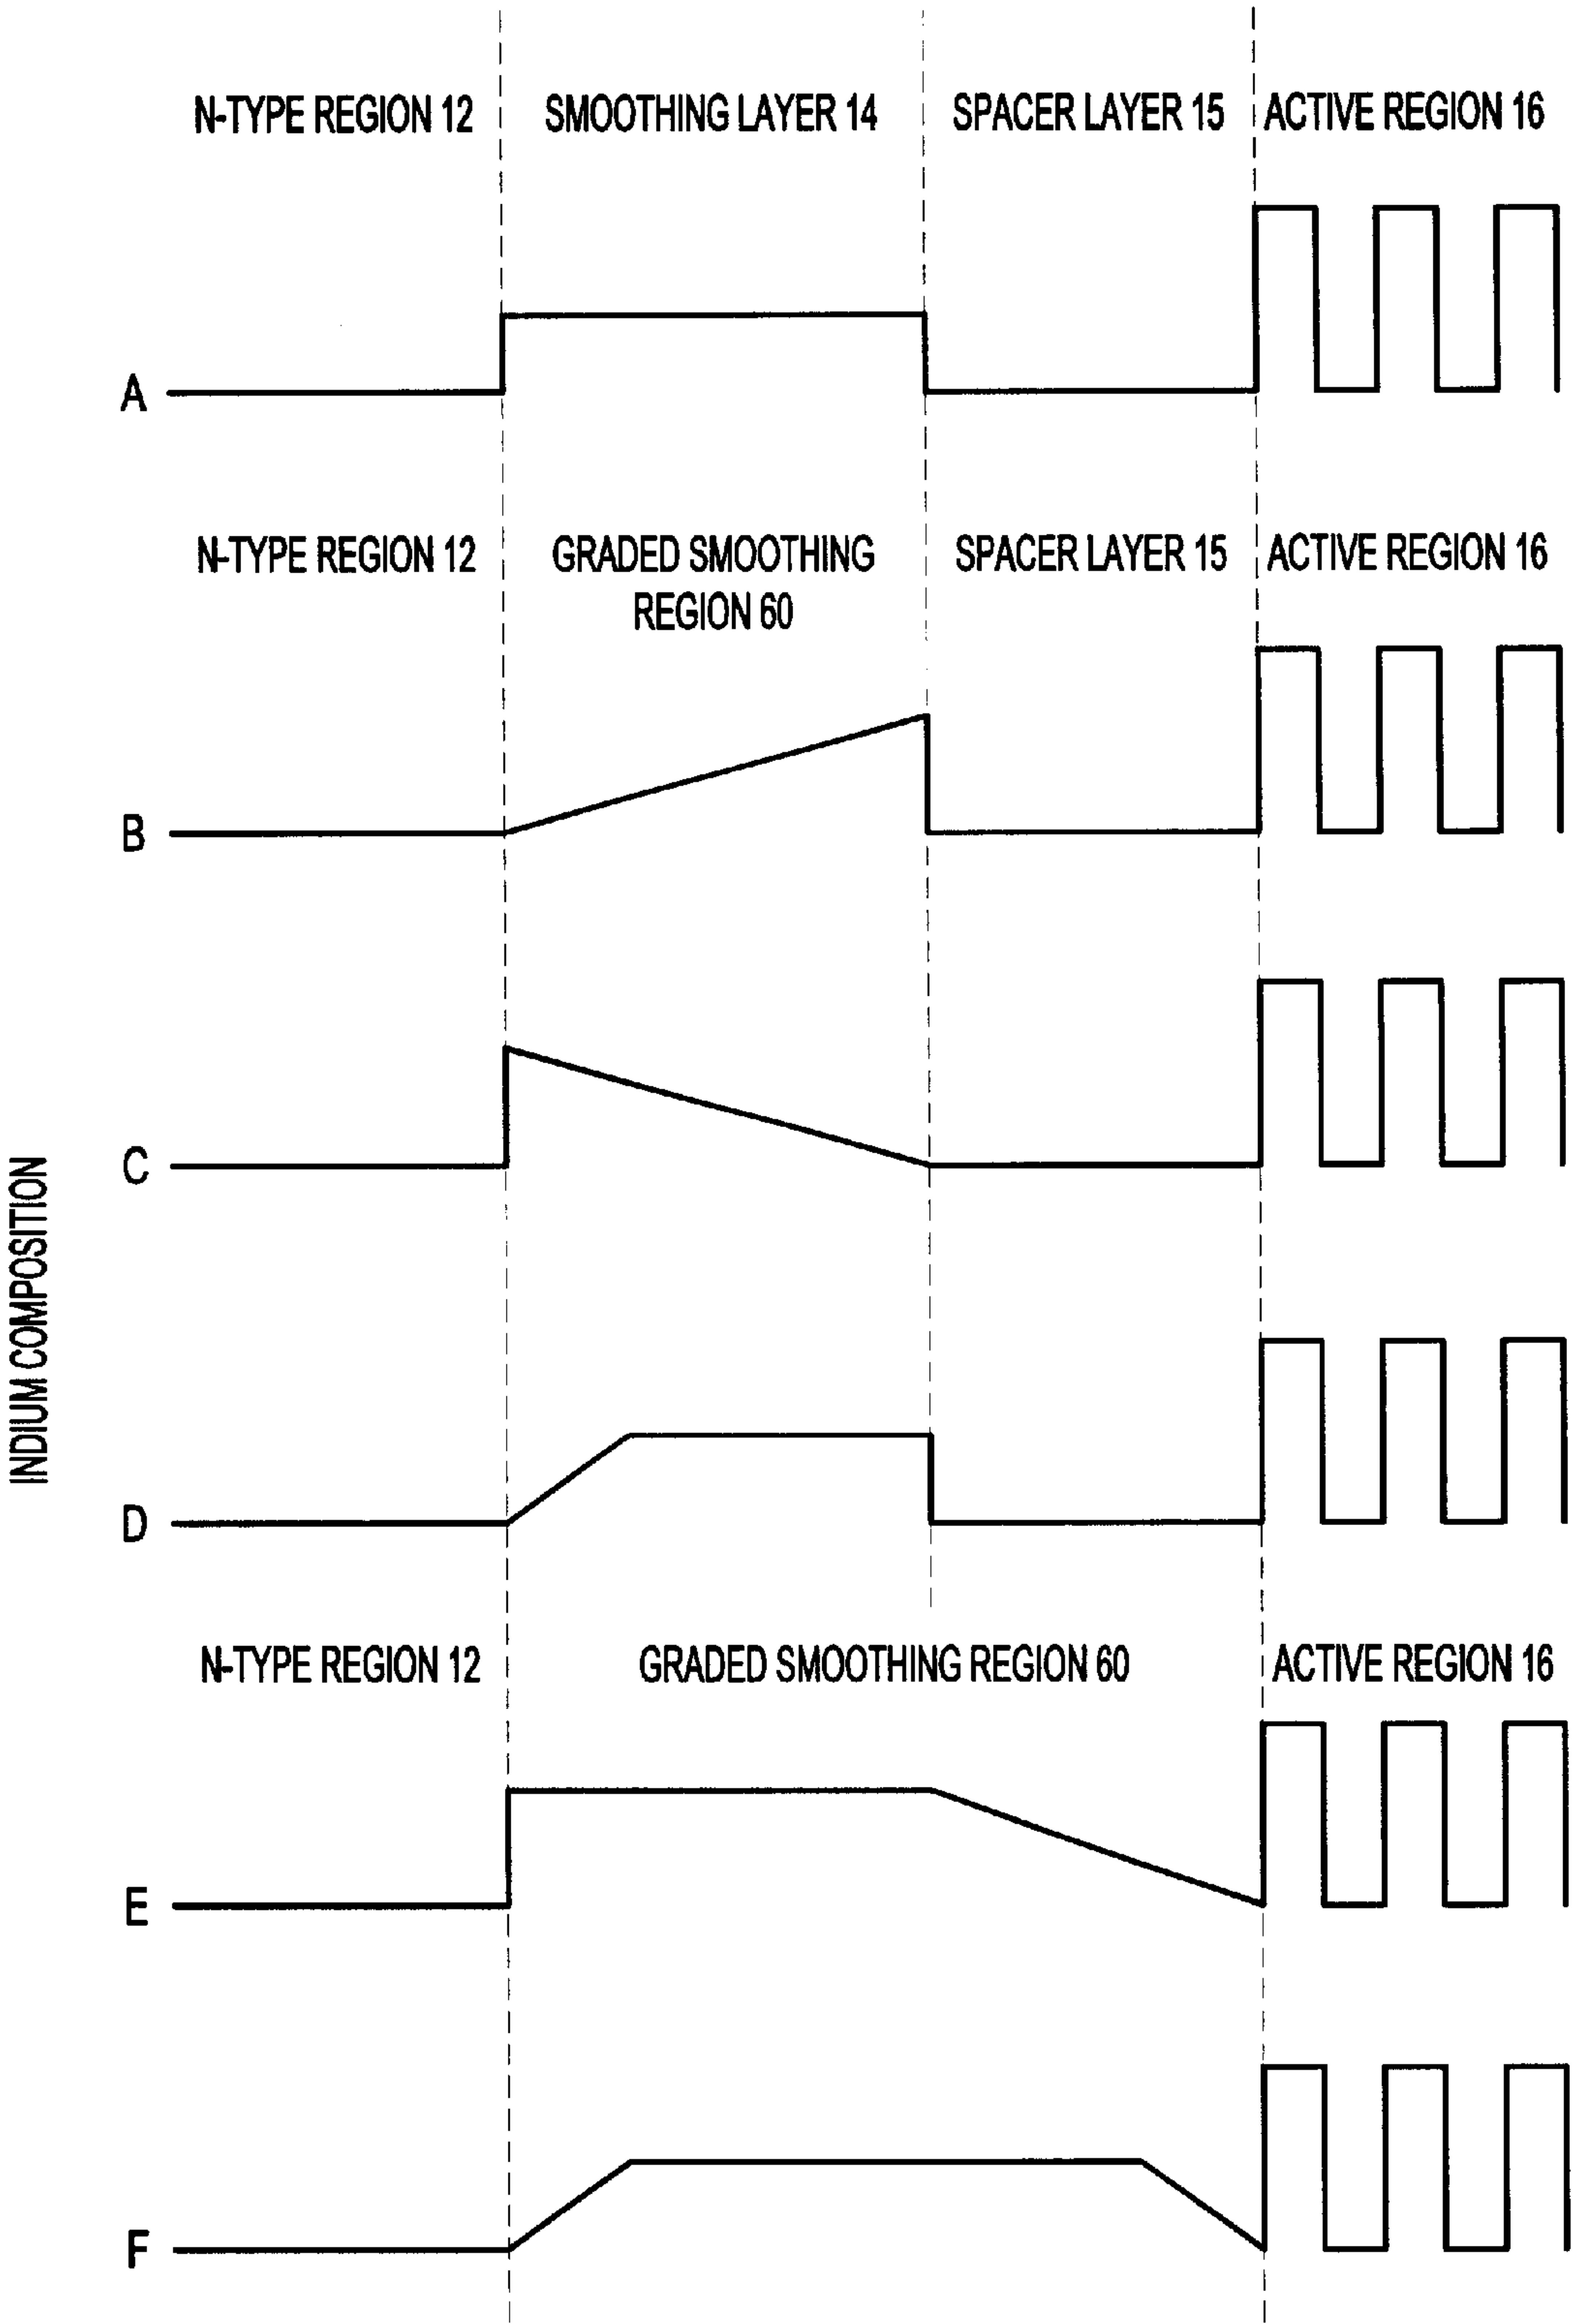 N-TYPE REGION 12 SMOOTHING LAYER 14 SPACER LAYER 15 ACTIVE REGION 16
A
N-TYPE REGION 12 GRADED SMOOTHING REGION 60 SPACER LAYER 15 ACTIVE REGION 16
B
C
INDIUM COMPOSITION
D
N-TYPE REGION 12 GRADED SMOOTHING REGION 60 ACTIVE REGION 16
E
F